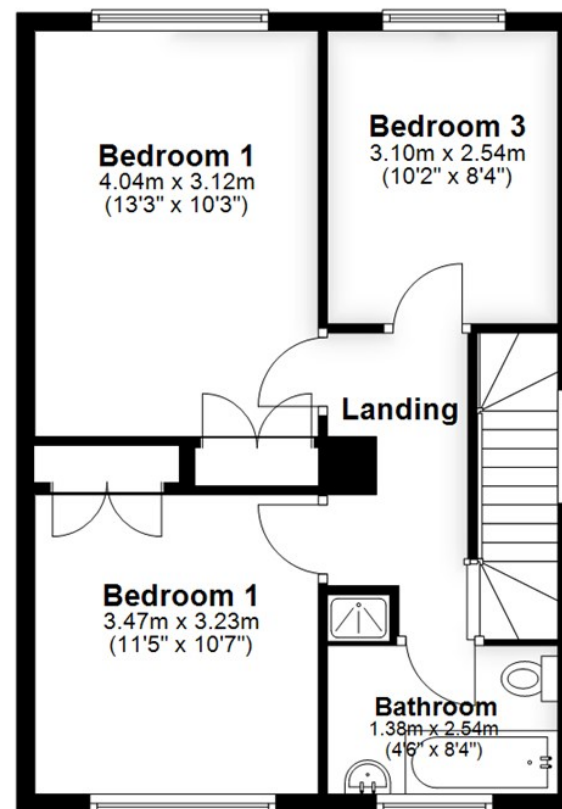 Bedroom 1
4.04m x 3.12m
(13'3" x 10'3")
Bedroom 3
3.10m x 2.54m
(10'2" x 8'4")
Landing
Bedroom 1
3.47m x 3.23m
(11'5" x 10'7")
Bathroom
1.38m x 2.54m
(4'6" x 8'4")